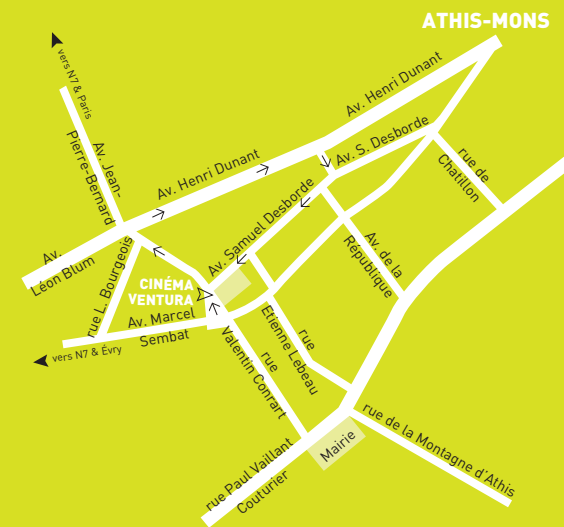 ATHIS-MONS
vers N7 & Paris
Av. Jean-
Pierre-Bernard
Av. Henri Dunant
Av. Henri Dunant
Av. S. Desborde
rue de
Chatillon
Av. Samuel Desborde
Av. de la
République
Av.
Léon Blum
rue L. Bourgeois
CINÉMA
VENTURA
Av. Marcel
Sembat
vers N7 & Évry
rue
Valentin Conrart
rue
Etienne Lebeau
rue Paul Vaillant
Couturier
Mairie
rue de la Montagne d'Athis